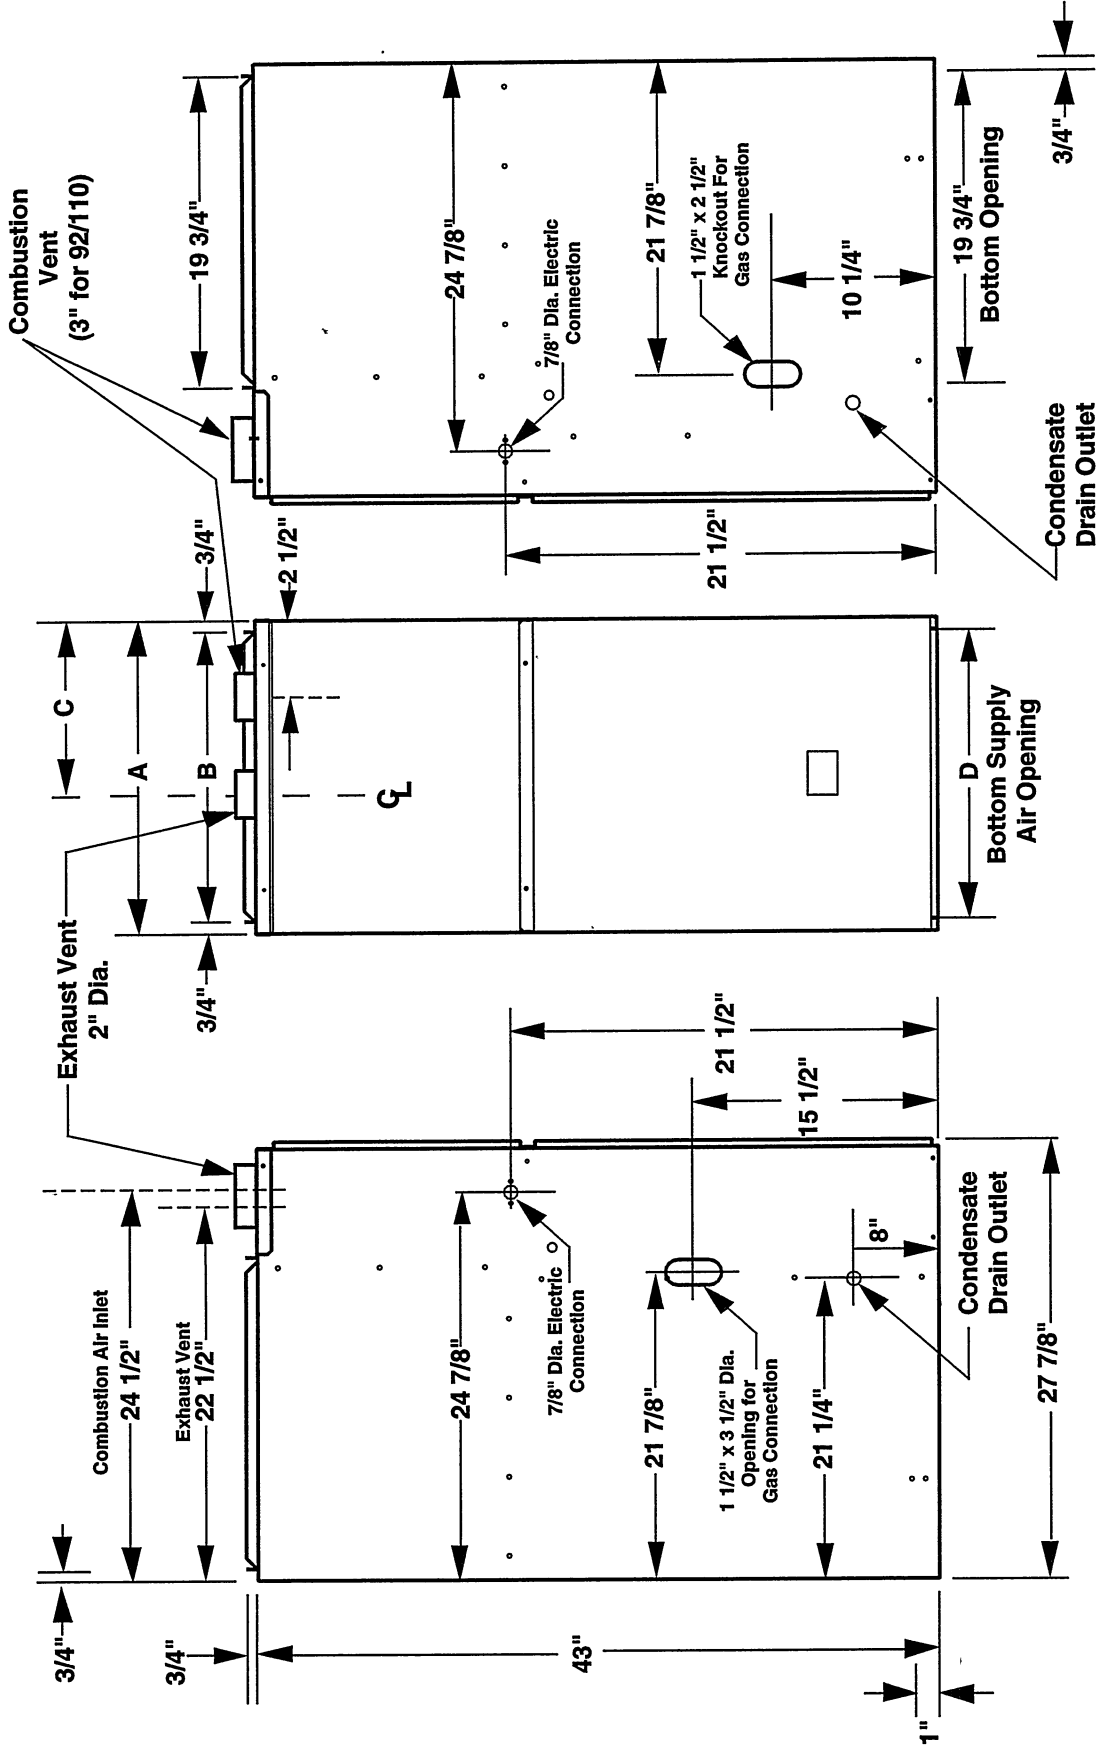 3/4"
Combustion Air Inlet
24 1/2"
Exhaust Vent
22 1/2"
3/4"
43"
1"
24 7/8"
7/8" Dia. Electric
Connection
21 7/8"
1 1/2" x 3 1/2" Dia.
Opening for
Gas Connection
21 1/4"
8"
Condensate
Drain Outlet
27 7/8"
21 1/2"
15 1/2"
Exhaust Vent
2" Dia.
C
A
B
3/4"
3/4"
2 1/2"
CL
D
Bottom Supply
Air Opening
Combustion
Vent
(3" for 92/110)
19 3/4"
24 7/8"
7/8" Dia. Electric
Connection
21 7/8"
1 1/2" x 2 1/2"
Knockout For
Gas Connection
10 1/4"
21 1/2"
Condensate
Drain Outlet
19 3/4"
Bottom Opening
3/4"